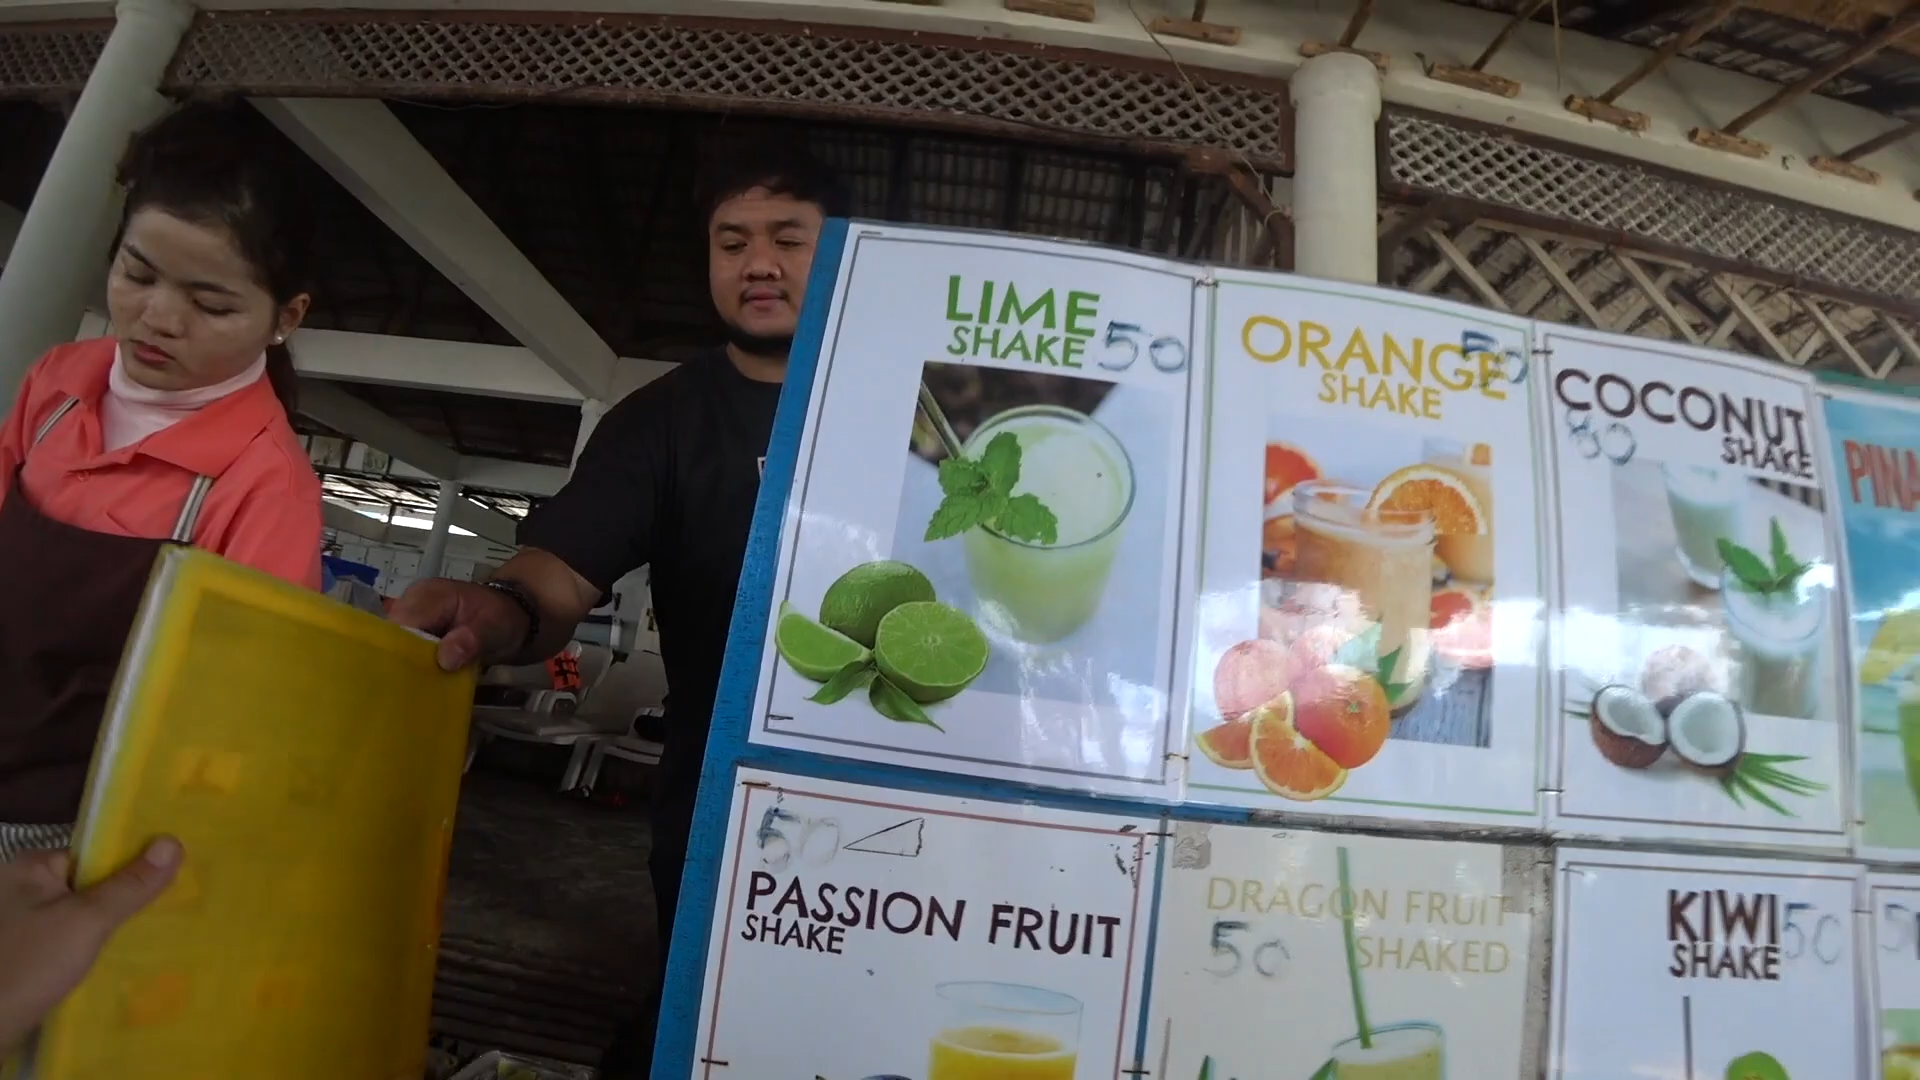 LIME
SHAKE 50
ORANGE 50
SHAKE
COCONUT
SHAKE
PINA
50
PASSION FRUIT
SHAKE
DRAGON FRUIT
50 SHAKED
KIWI 50
SHAKE